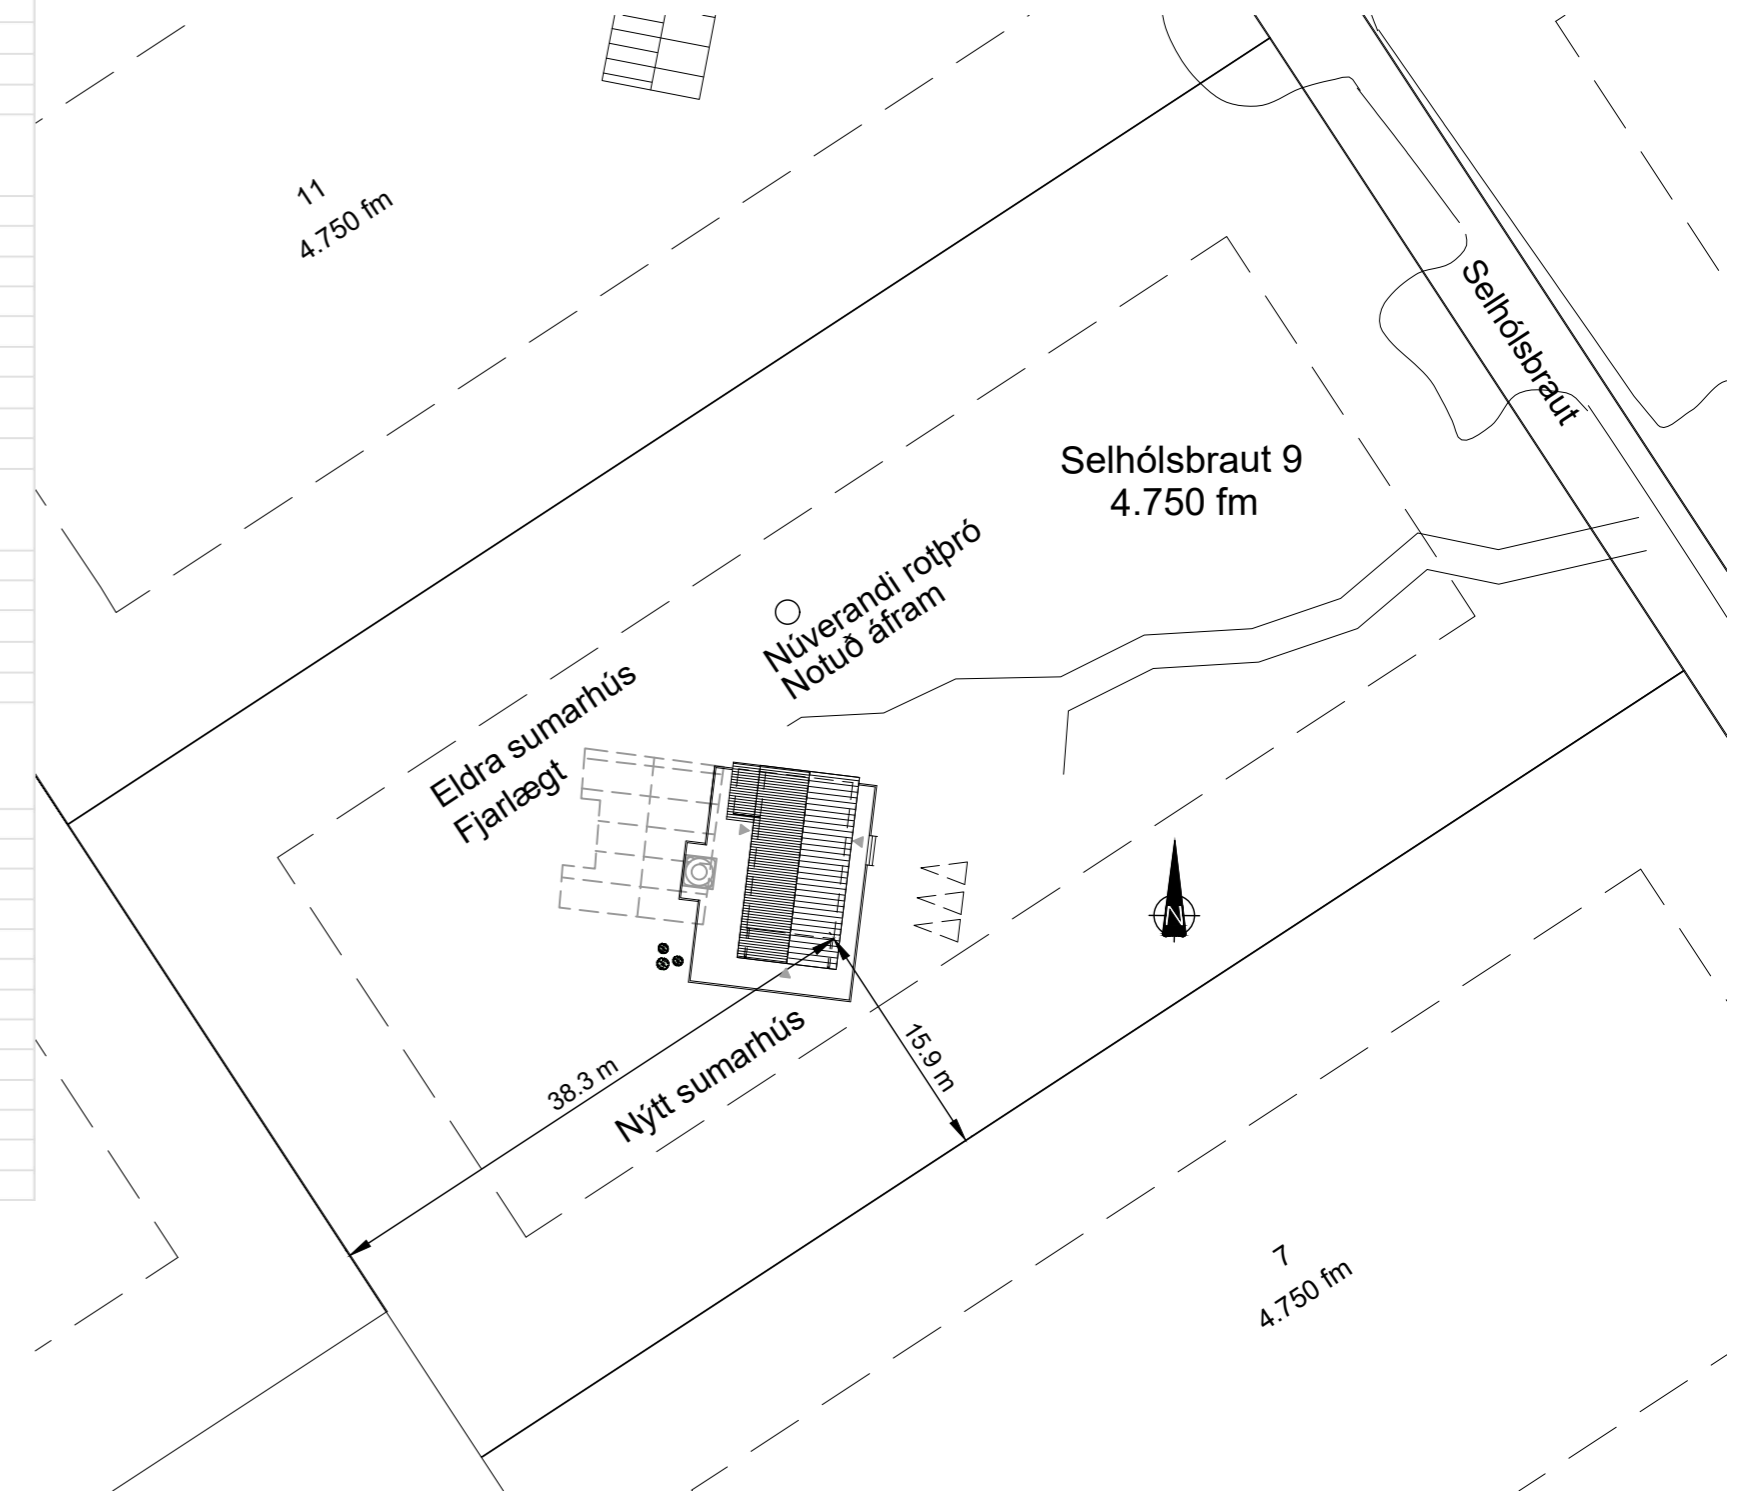 11
4.750 fm
Selhólsbraut
Selhólsbraut 9
4.750 fm
Núverandi rotþró
Notuð áfram
Eldra sumarhús
Fjarlægt
N
38.3 m
15.9 m
Nýtt sumarhús
7
4.750 fm